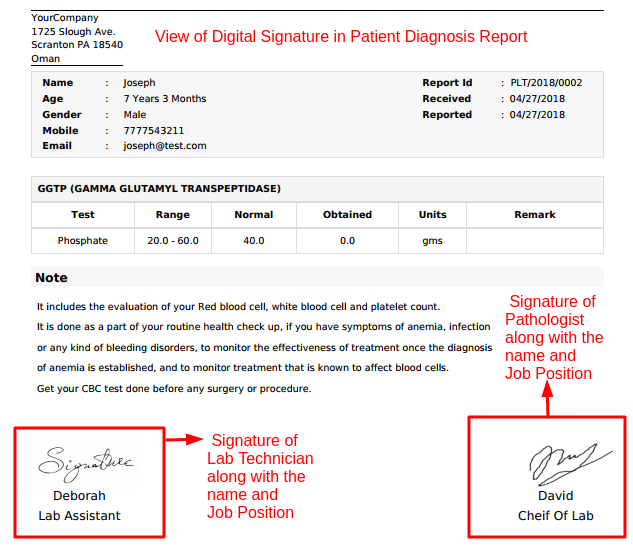 YourCompany
1725 Slough Ave.
Scranton PA 18540
Oman
View of Digital Signature in Patient Diagnosis Report
Name : Joseph Report Id : PLT/2018/0002
Age : 7 Years 3 Months Received : 04/27/2018
Gender : Male Reported : 04/27/2018
Mobile : 7777543211
Email : joseph@test.com
GGTP (GAMMA GLUTAMYL TRANSPEPTIDASE)
Test Range Normal Obtained Units Remark
Phosphate 20.0 - 60.0 40.0 0.0 gms
Note
It includes the evaluation of your Red blood cell, white blood cell and platelet count.
It is done as a part of your routine health check up, if you have symptoms of anemia, infection
or any kind of bleeding disorders, to monitor the effectiveness of treatment once the diagnosis
of anemia is established, and to monitor treatment that is known to affect blood cells.
Get your CBC test done before any surgery or procedure.
Signature of
Pathologist
along with the
name and
Job Position
Signature
Deborah
Lab Assistant
Signature of
Lab Technician
along with the
name and
Job Position
David
Cheif Of Lab